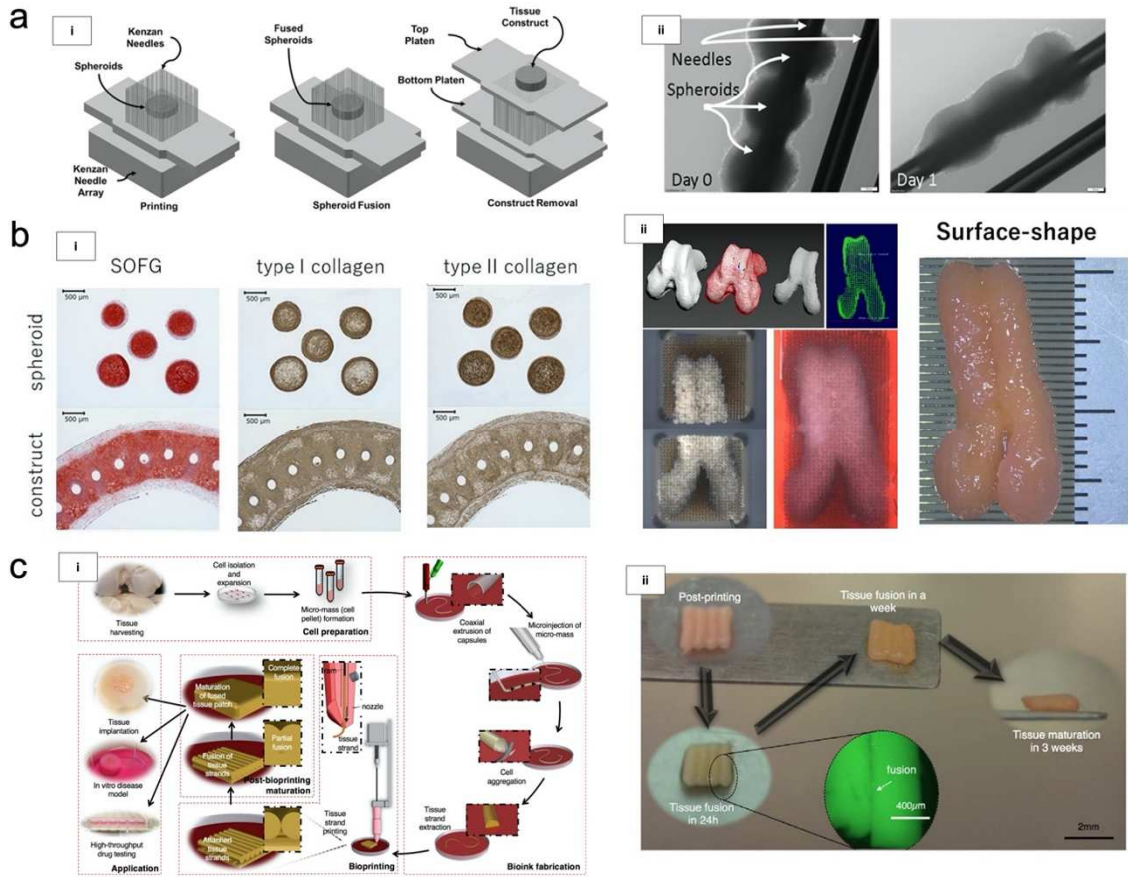 a
i
Kenzan
Needles
Spheroids
Kenzan
Needle
Array
Printing
Fused
Spheroids
Spheroid Fusion
Tissue
Construct
Top
Platen
Bottom Platen
Construct Removal
ii
Needles
Spheroids
Day 0
Day 1
b
i
SOFG
type I collagen
type II collagen
spheroid
500 µm
500 µm
500 µm
construct
500 µm
500 µm
500 µm
ii
Surface-shape
c
i
Tissue
harvesting
Cell isolation
and
expansion
Micro-mass (cell
pellet) formation
Cell preparation
Coaxial
extrusion of
capsules
Microinjection of
micro-mass
Cell
aggregation
Tissue
strand extraction
Bioink fabrication
nozzle
tissue
strand
Tissue
strand
printing
Bioprinting
Attached
tissue
strands
Partial
fusion
Fusion of
tissue
strands
Post-bioprinting
maturation
Complete
fusion
Maturation
of fused
tissue patch
Tissue
implantation
In vitro disease
model
High-throughput
drug testing
Application
ii
Post-printing
Tissue fusion
in 24h
Tissue fusion in a
week
Tissue maturation
in 3 weeks
fusion
400µm
2mm